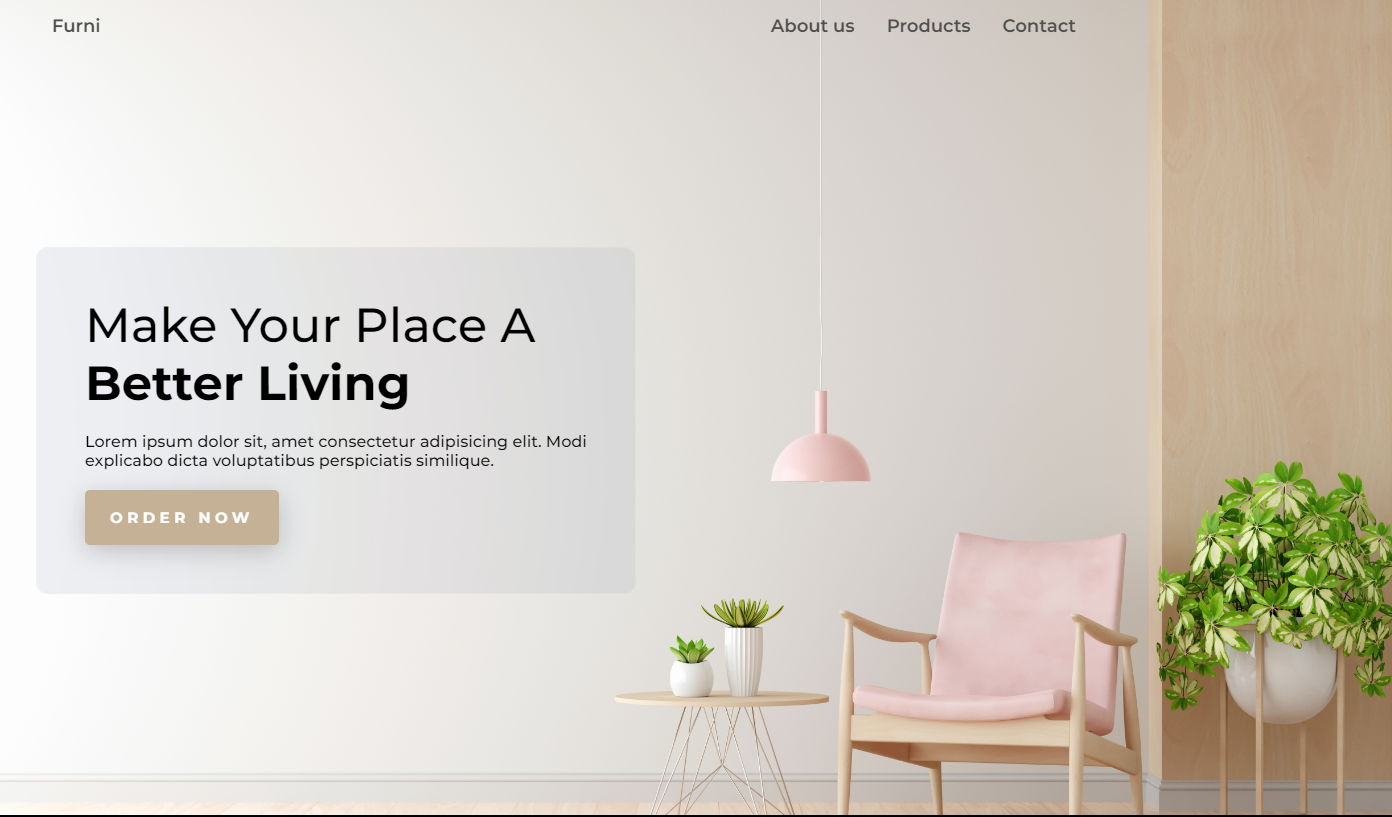 Furni
About us Products Contact
Make Your Place A
Better Living
Lorem ipsum dolor sit, amet consectetur adipisicing elit. Modi
explicabo dicta voluptatibus perspiciatis similique.
ORDER NOW